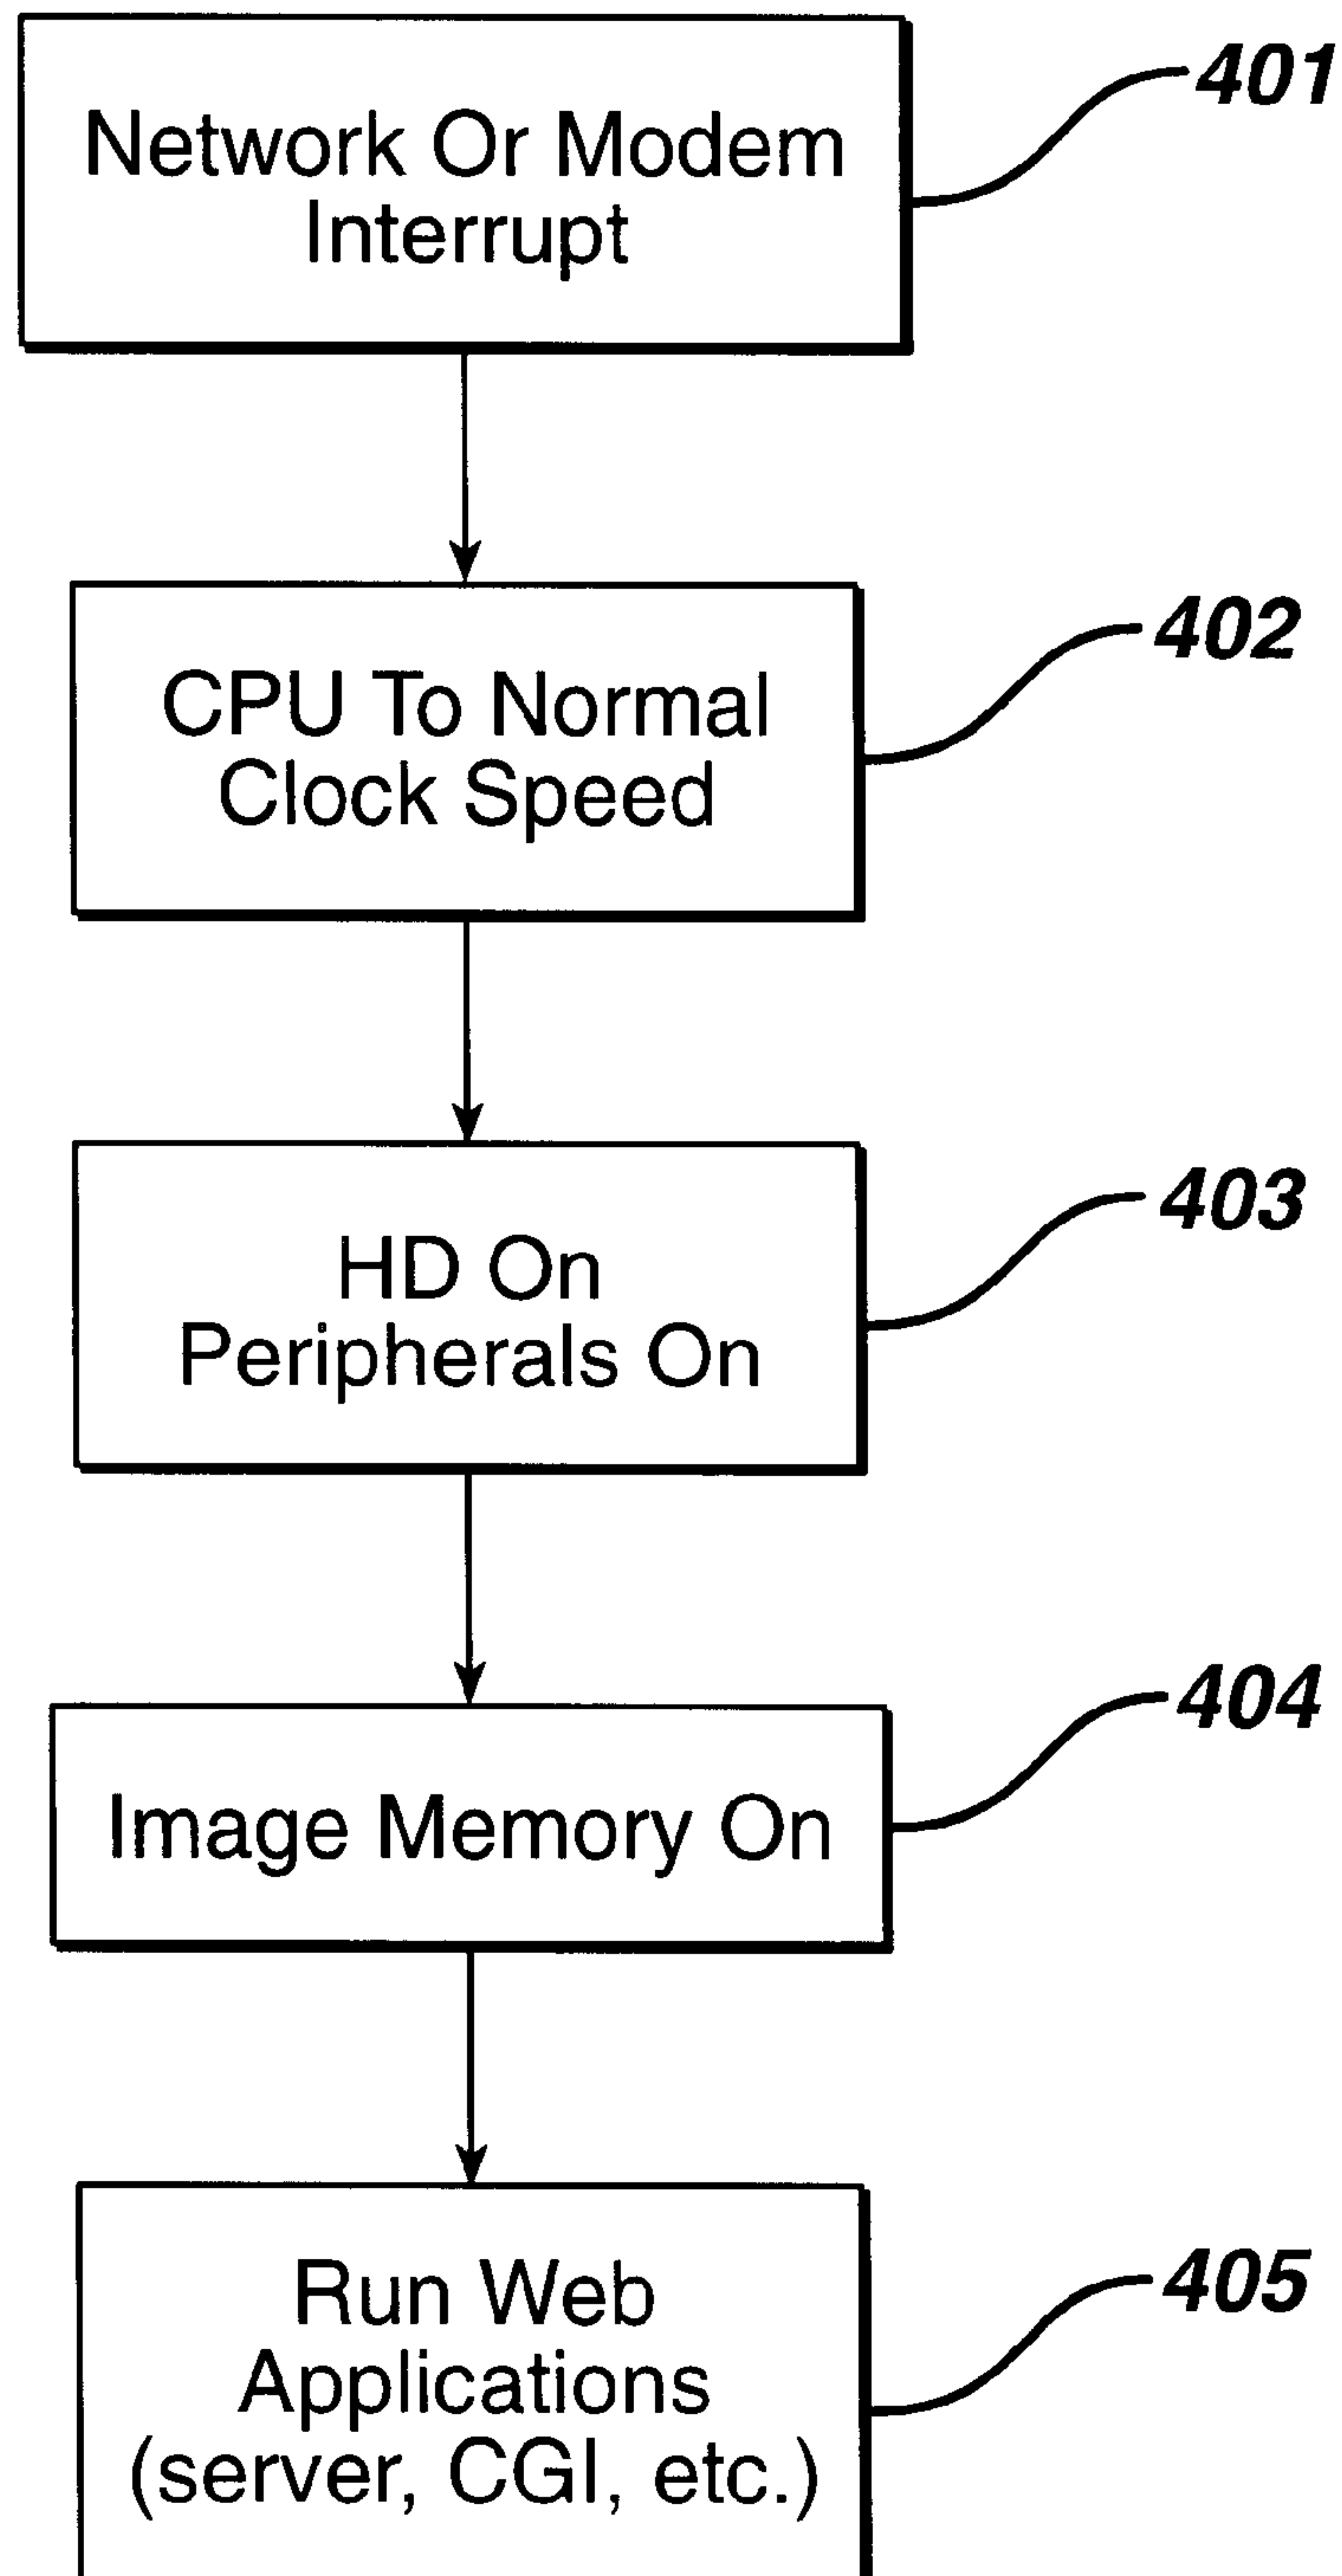 Network Or Modem
Interrupt
401
CPU To Normal
Clock Speed
402
HD On
Peripherals On
403
Image Memory On
404
Run Web
Applications
(server, CGI, etc.)
405